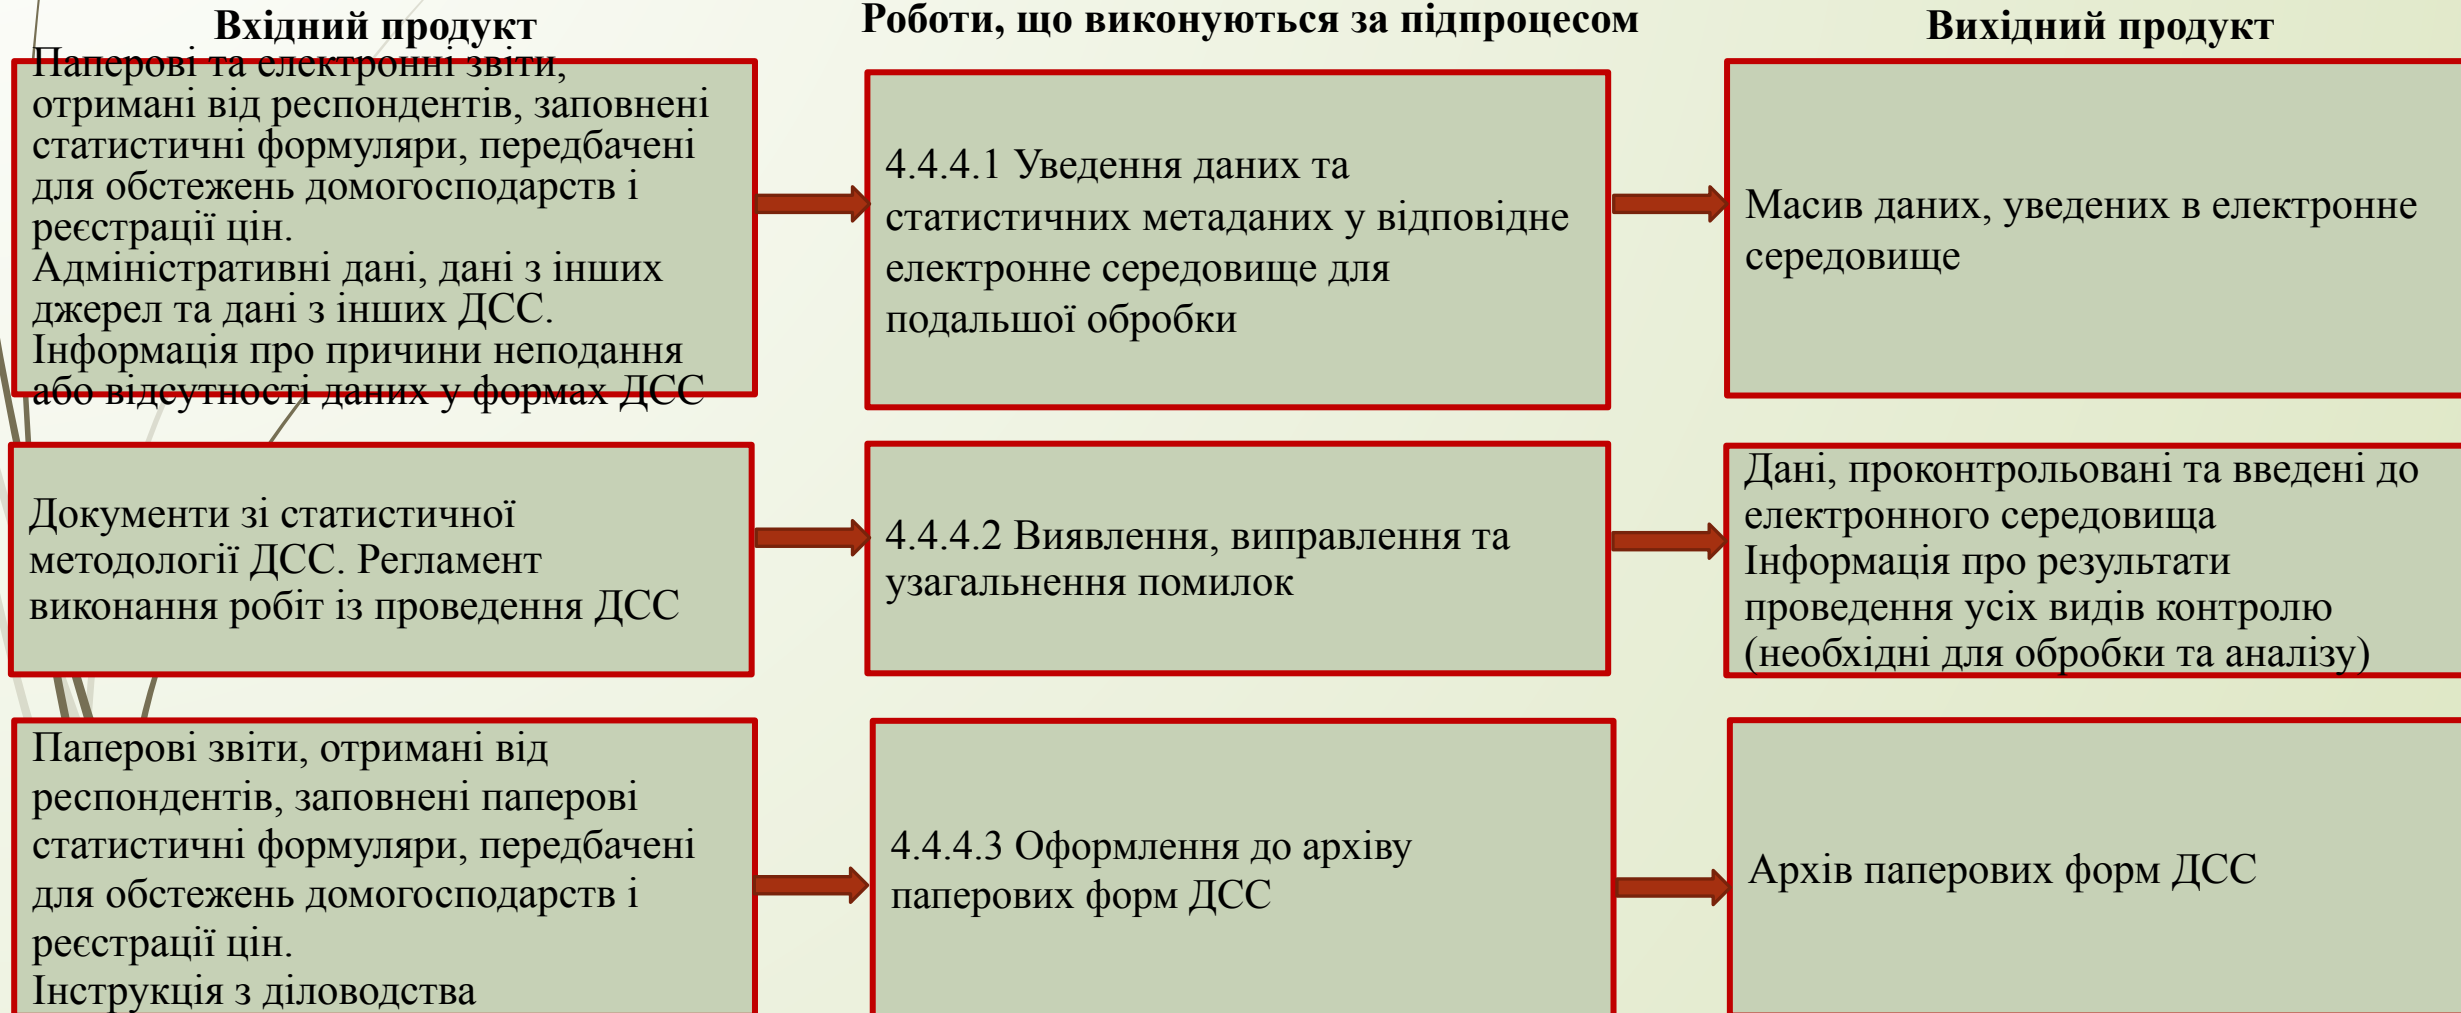 Вхідний продукт
Роботи, що виконуються за підпроцесом
Вихідний продукт
Паперові та електронні звіти,
отримані від респондентів, заповнені
статистичні формуляри, передбачені
для обстежень домогосподарств і
реєстрації цін.
Адміністративні дані, дані з інших
джерел та дані з інших ДСС.
Інформація про причини неподання
або відсутності даних у формах ДСС
4.4.4.1 Уведення даних та
статистичних метаданих у відповідне
електронне середовище для
подальшої обробки
Масив даних, уведених в електронне
середовище
Документи зі статистичної
методології ДСС. Регламент
виконання робіт із проведення ДСС
4.4.4.2 Виявлення, виправлення та
узагальнення помилок
Дані, проконтрольовані та введені до
електронного середовища
Інформація про результати
проведення усіх видів контролю
(необхідні для обробки та аналізу)
Паперові звіти, отримані від
респондентів, заповнені паперові
статистичні формуляри, передбачені
для обстежень домогосподарств і
реєстрації цін.
Інструкція з діловодства
4.4.4.3 Оформлення до архіву
паперових форм ДСС
Архів паперових форм ДСС